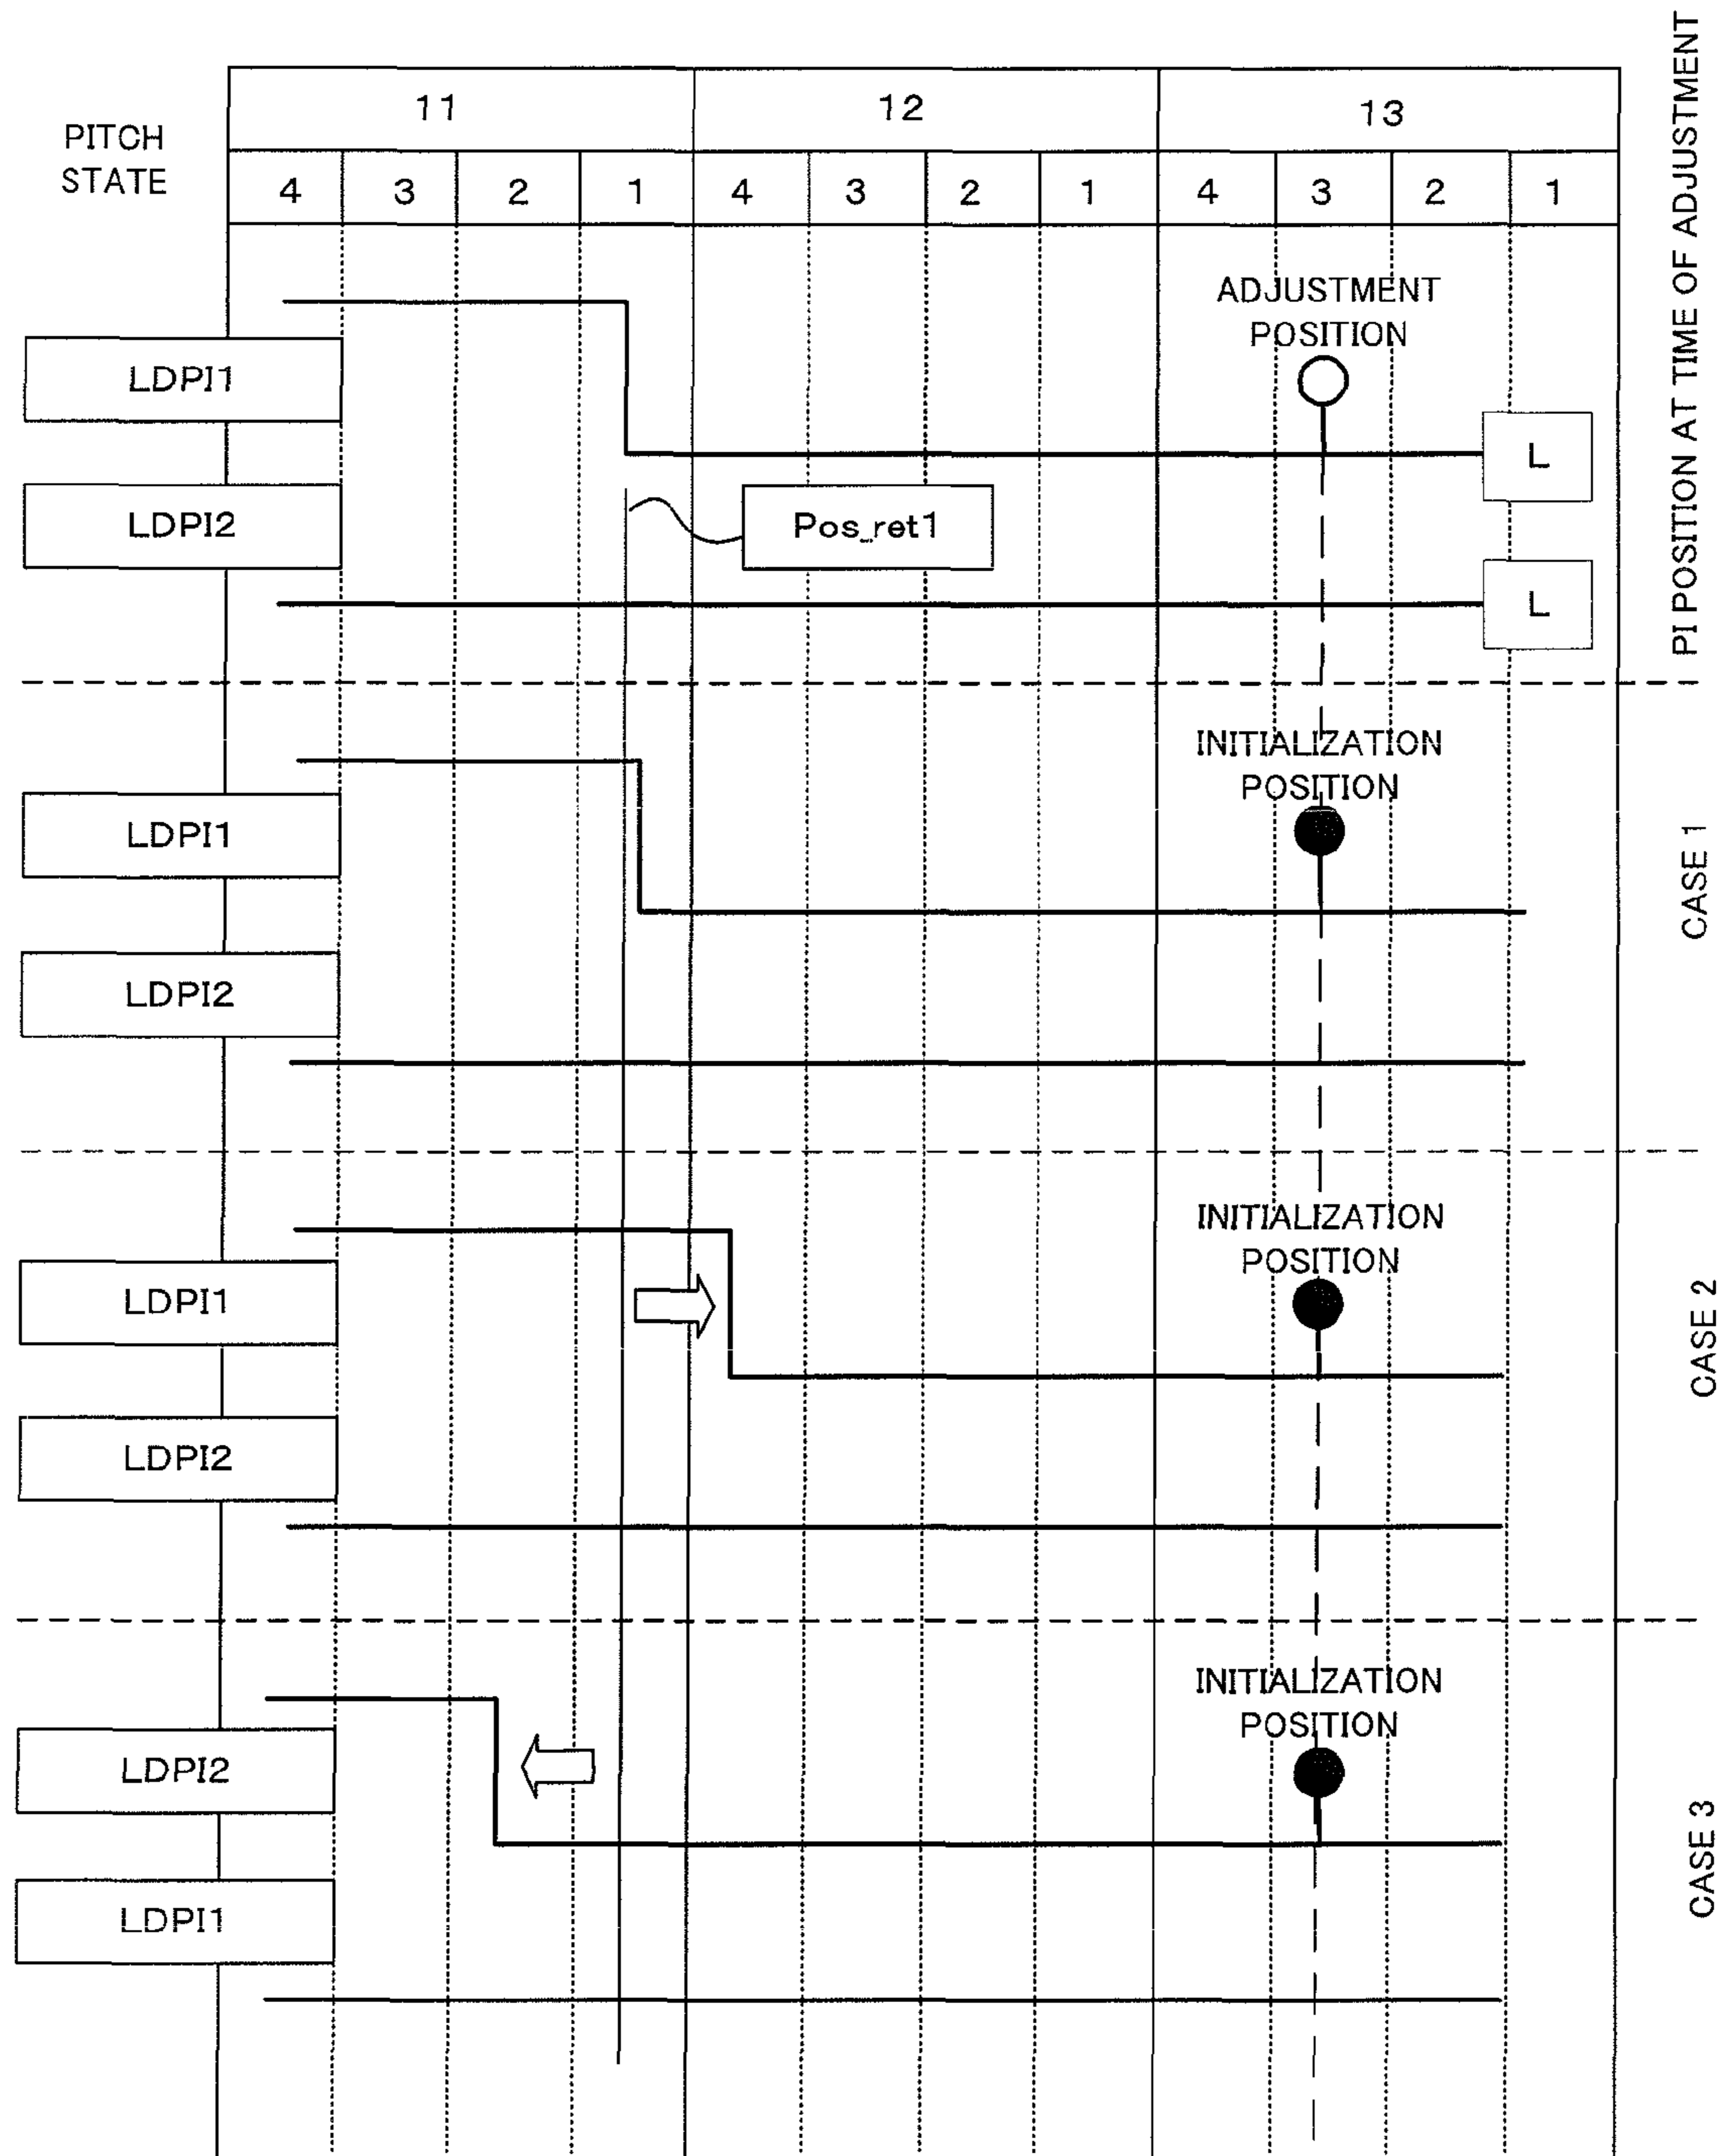 PI POSITION AT TIME OF ADJUSTMENT
11 12 13
PITCH
STATE
4 3 2 1 4 3 2 1 4 3 2 1
ADJUSTMENT
POSITION
LDPI1
L
LDPI2
Pos_ret1
L
INITIALIZATION
POSITION
LDPI1
CASE 1
LDPI2
INITIALIZATION
POSITION
LDPI1
CASE 2
LDPI2
INITIALIZATION
POSITION
LDPI2
CASE 3
LDPI1